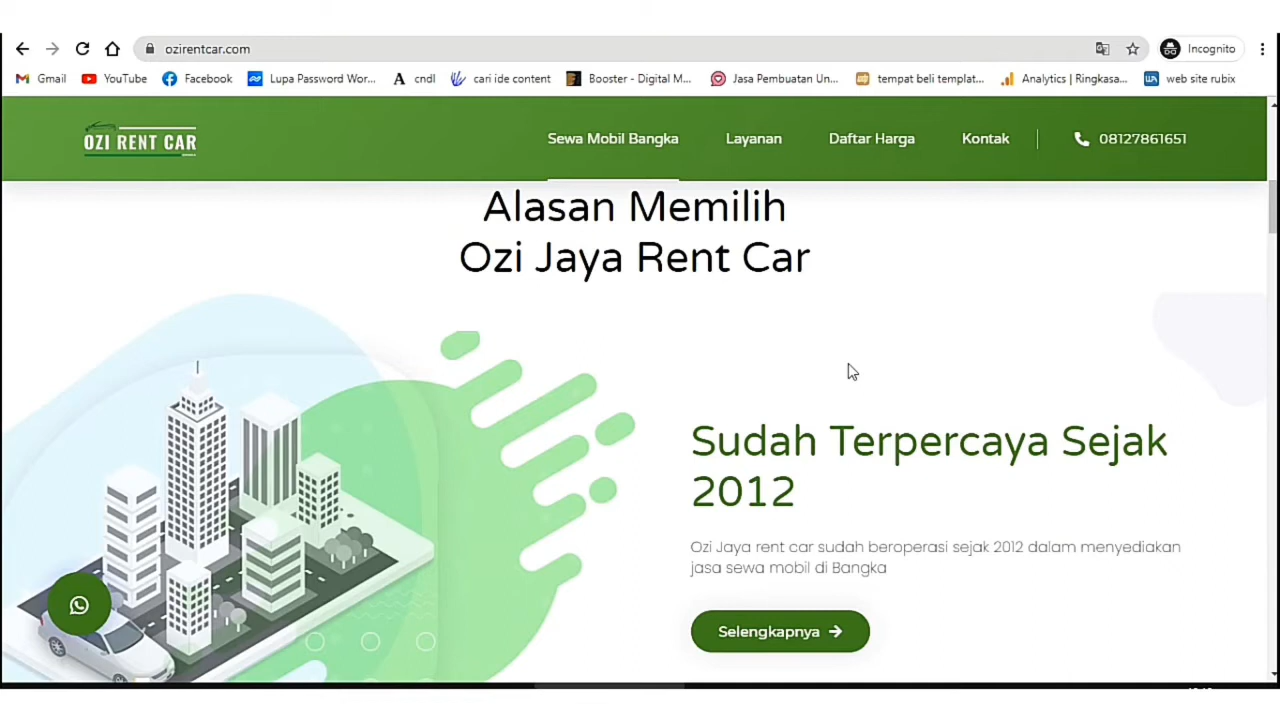 ozirentcar.com
Incognito
Gmail
YouTube
Facebook
Lupa Password Wor...
cndl
cari ide content
Booster - Digital M...
Jasa Pembuatan Un...
tempat beli templat...
Analytics | Ringkasa...
web site rubix
OZI RENT CAR
Sewa Mobil Bangka
Layanan
Daftar Harga
Kontak
08127861651
Alasan Memilih
Ozi Jaya Rent Car
Sudah Terpercaya Sejak
2012
Ozi Jaya rent car sudah beroperasi sejak 2012 dalam menyediakan
jasa sewa mobil di Bangka
Selengkapnya